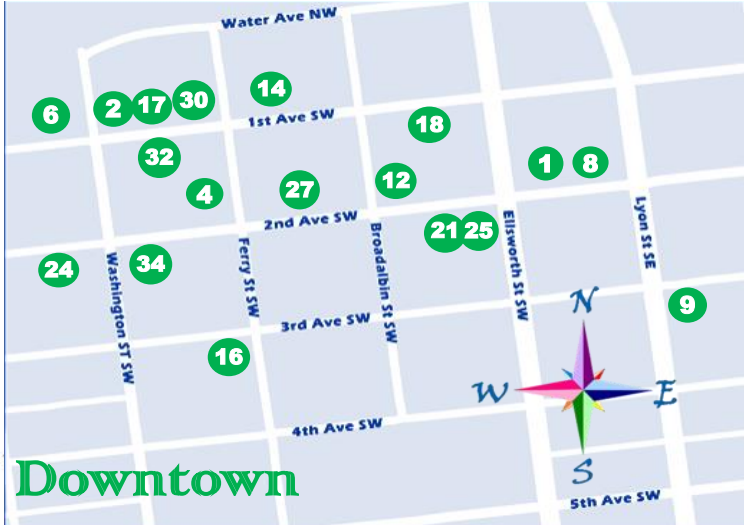 Water Ave NW
14
30
17
2
6
1st Ave SW
18
32
1
8
12
27
4
2nd Ave SW
21
25
Ellsworth St SW
Lyon St SE
Broadalbin St SW
Ferry St SW
Washington ST SW
34
24
N
9
3rd Ave SW
16
W
E
4th Ave SW
S
Downtown
5th Ave SW